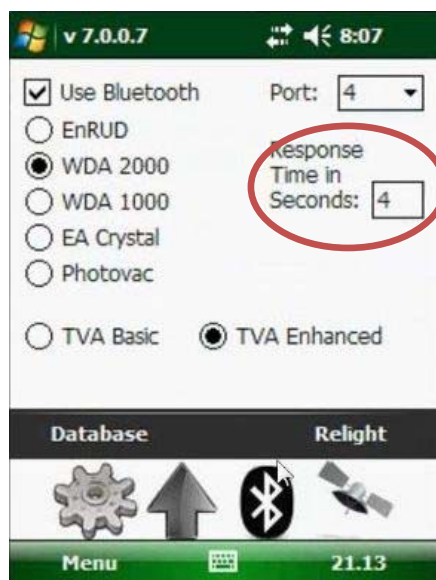 v 7.0.0.7 8:07
Use Bluetooth Port: 4
EnRUD
Response
Time in
Seconds: 4
WDA 2000
WDA 1000
EA Crystal
Photovac
TVA Basic TVA Enhanced
Database Relight
Menu 21.13